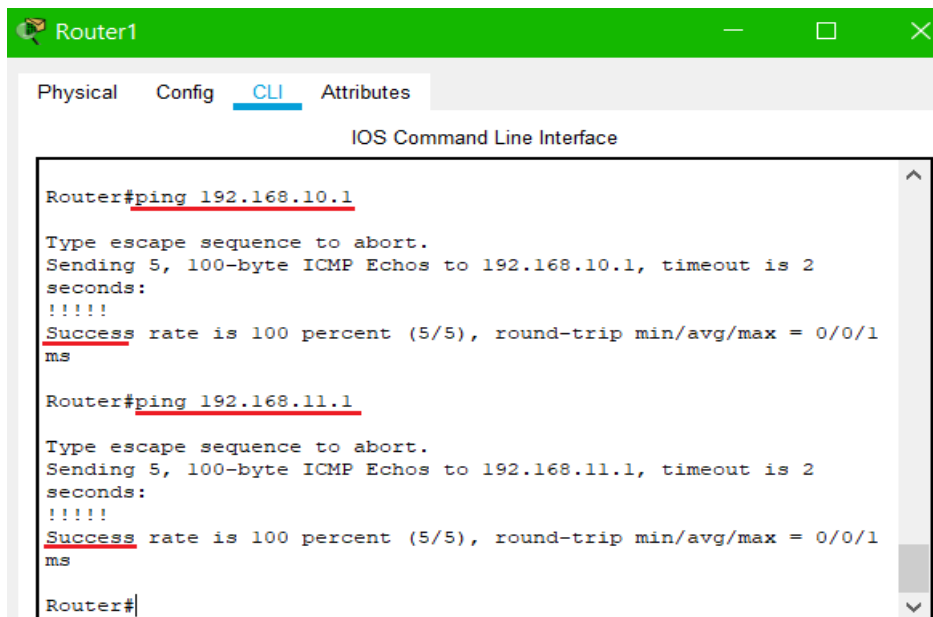 Router1
Physical Config CLI Attributes
IOS Command Line Interface
Router#ping 192.168.10.1
Type escape sequence to abort.
Sending 5, 100-byte ICMP Echos to 192.168.10.1, timeout is 2
seconds:
!!!!!
Success rate is 100 percent (5/5), round-trip min/avg/max = 0/0/1
ms
Router#ping 192.168.11.1
Type escape sequence to abort.
Sending 5, 100-byte ICMP Echos to 192.168.11.1, timeout is 2
seconds:
!!!!!
Success rate is 100 percent (5/5), round-trip min/avg/max = 0/0/1
ms
Router#